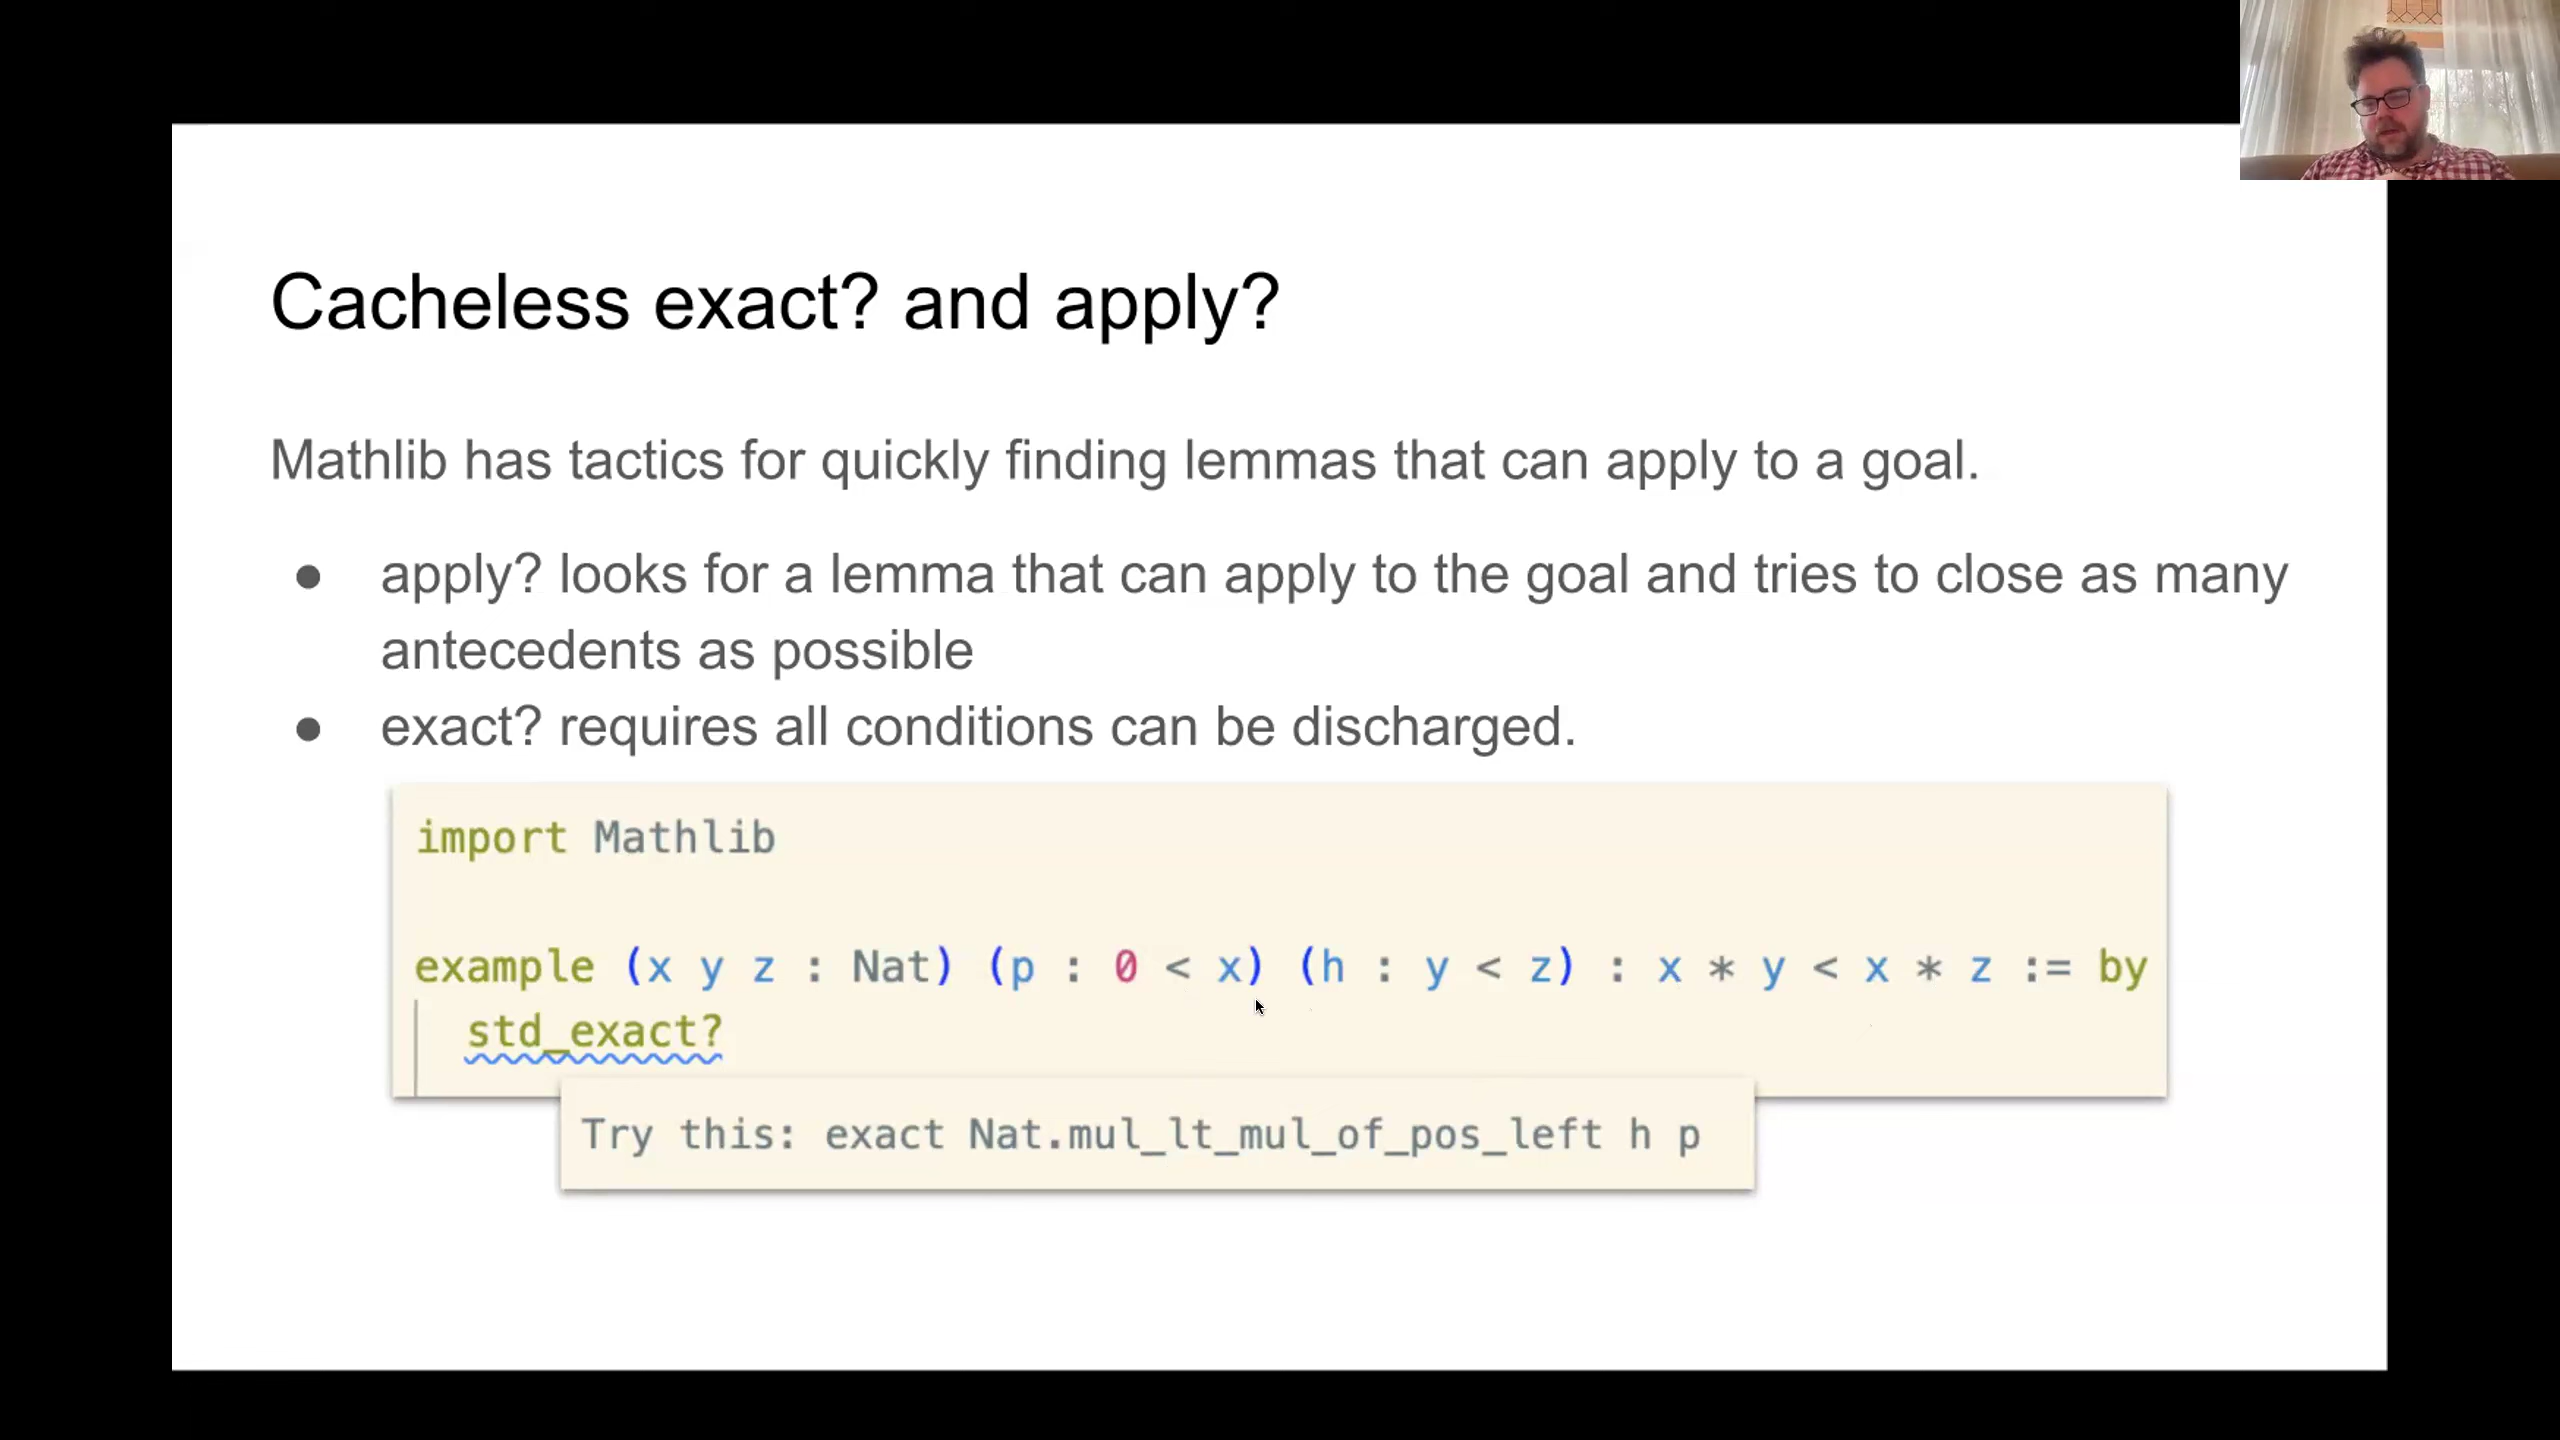 Cacheless exact? and apply?
Mathlib has tactics for quickly finding lemmas that can apply to a goal.
● apply? looks for a lemma that can apply to the goal and tries to close as many
antecedents as possible
● exact? requires all conditions can be discharged.
import Mathlib
example (x y z : Nat) (p : 0 < x) (h : y < z) : x * y < x * z := by
std_exact?
Try this: exact Nat.mul_lt_mul_of_pos_left h p